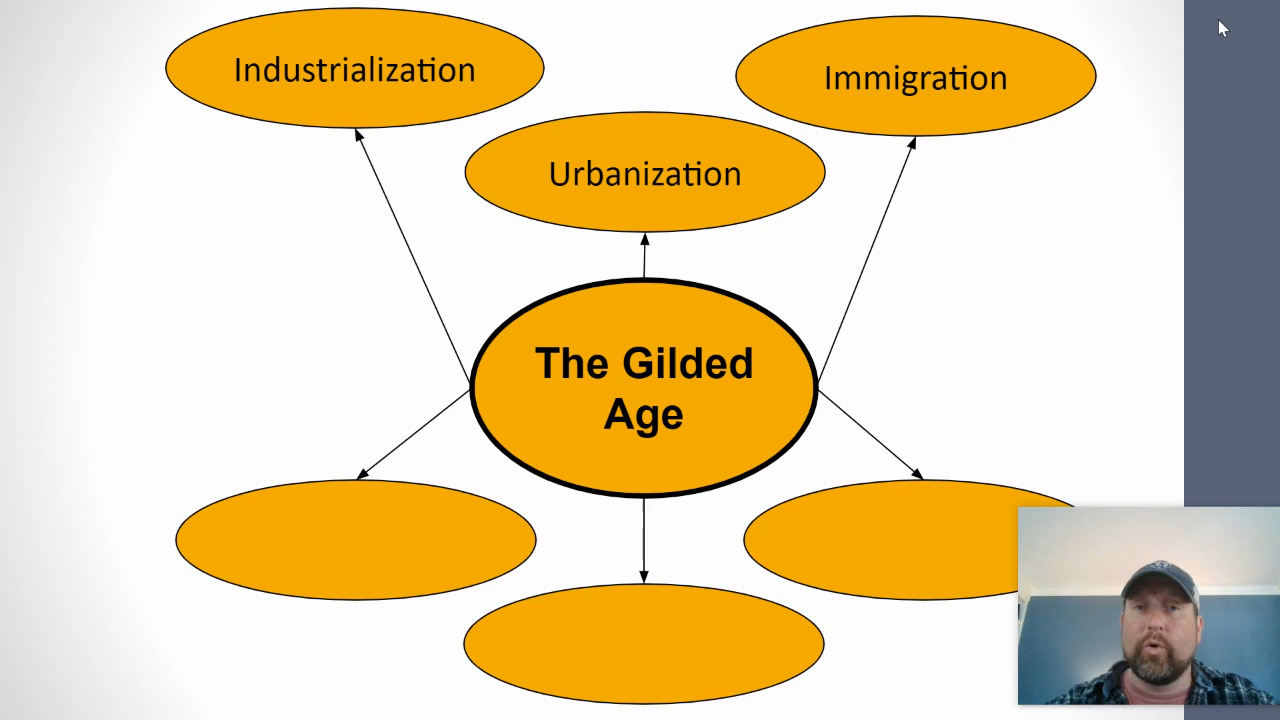 Industrialization
Immigration
Urbanization
The Gilded
Age